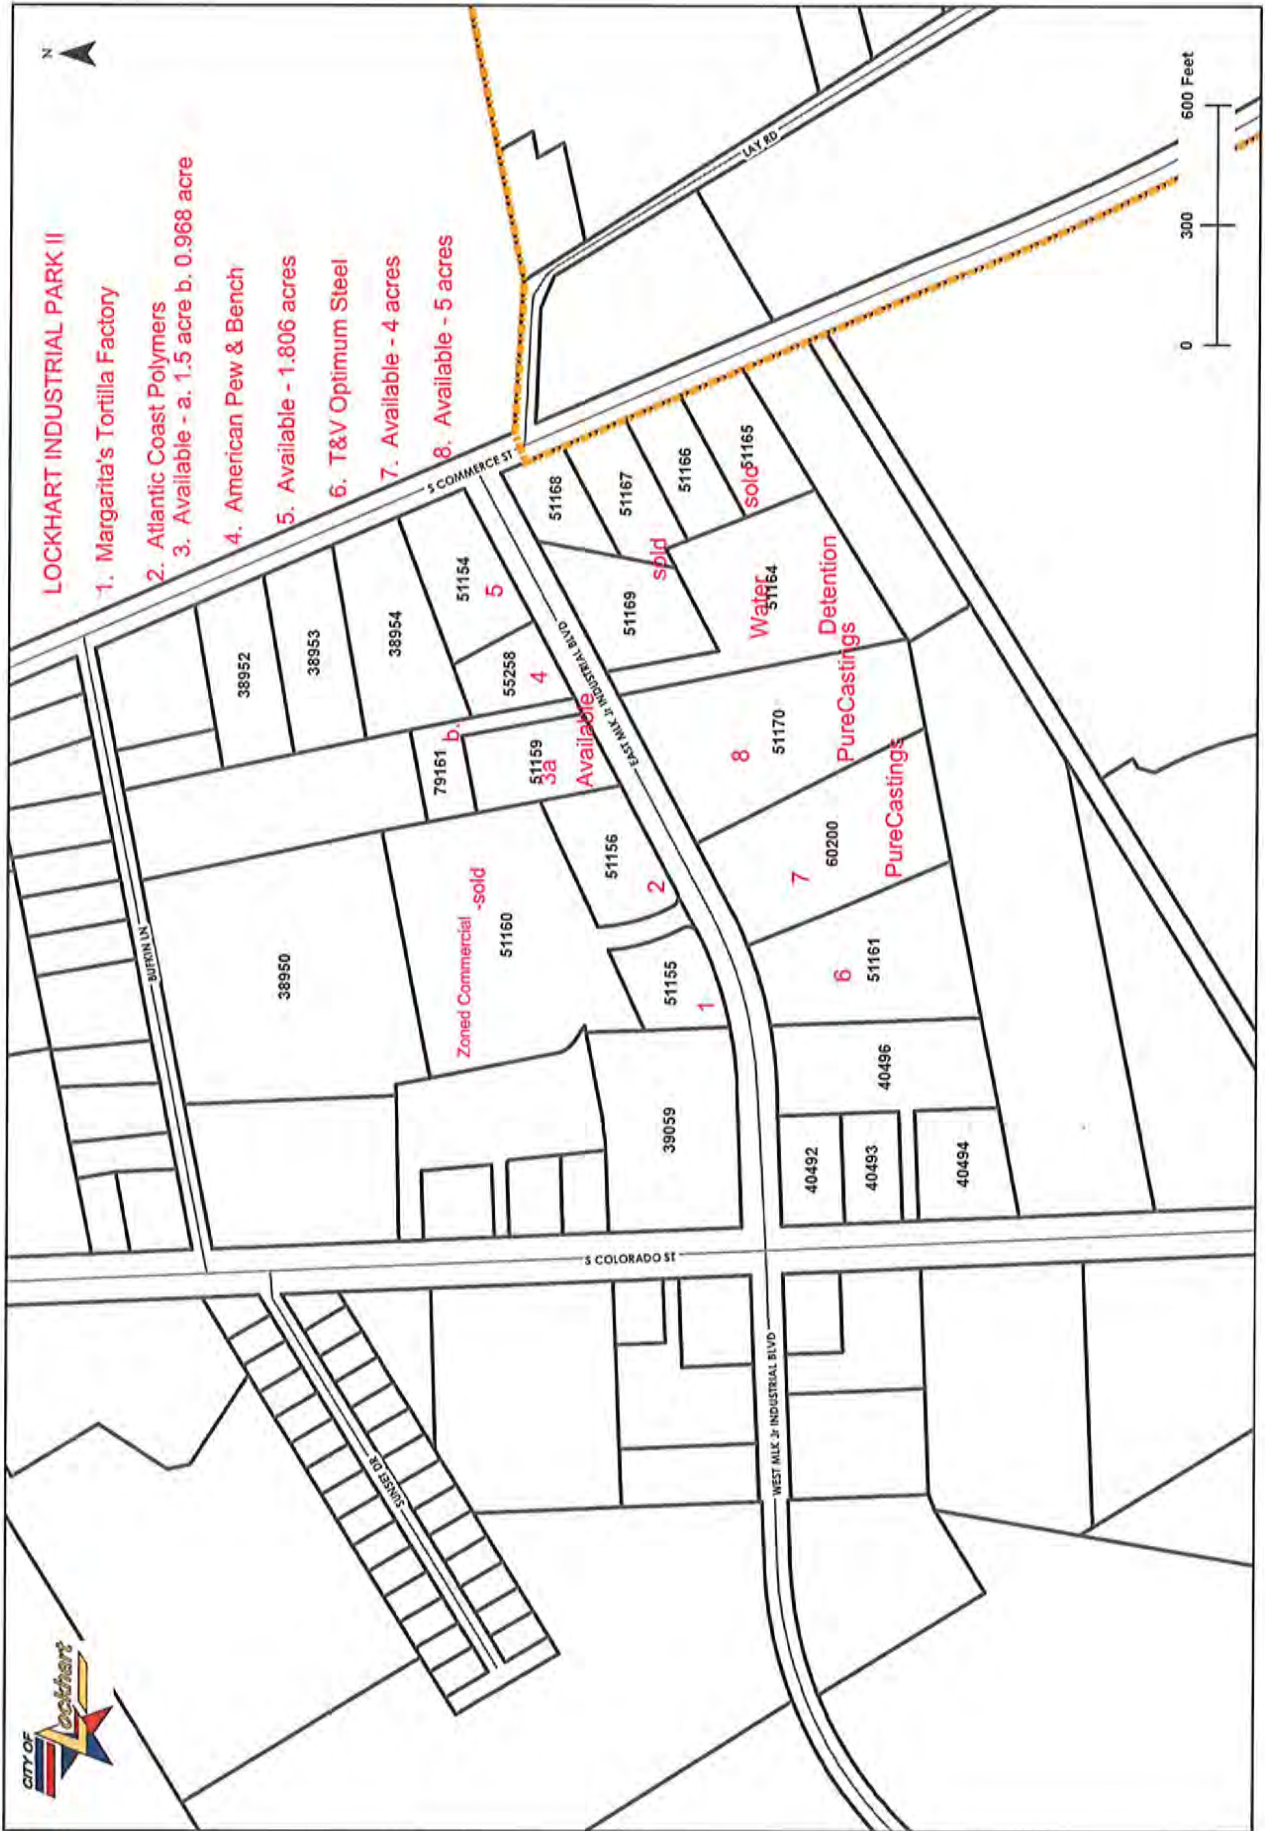 CITY OF
Lockhart
N
LOCKHART INDUSTRIAL PARK II
1. Margarita's Tortilla Factory
2. Atlantic Coast Polymers
3. Available - a. 1.5 acre b. 0.968 acre
4. American Pew & Bench
5. Available - 1.806 acres
6. T&V Optimum Steel
7. Available - 4 acres
8. Available - 5 acres
BUFKIN LN
S COMMERCE ST
LAY RD
SUNSET DR
S COLORADO ST
WEST MLK Jr INDUSTRIAL BLVD
EAST MLK Jr INDUSTRIAL BLVD
38950
38952
38953
38954
Zoned Commercial -sold
51160
79161
b.
51159
3a
Available
55258
4
51154
5
51156
2
51155
1
39059
51168
51167
sold
51166
51165
sold
51169
Water
51164
Detention
8
51170
PureCastings
7
60200
PureCastings
6
51161
40496
40492
40493
40494
0 300 600 Feet